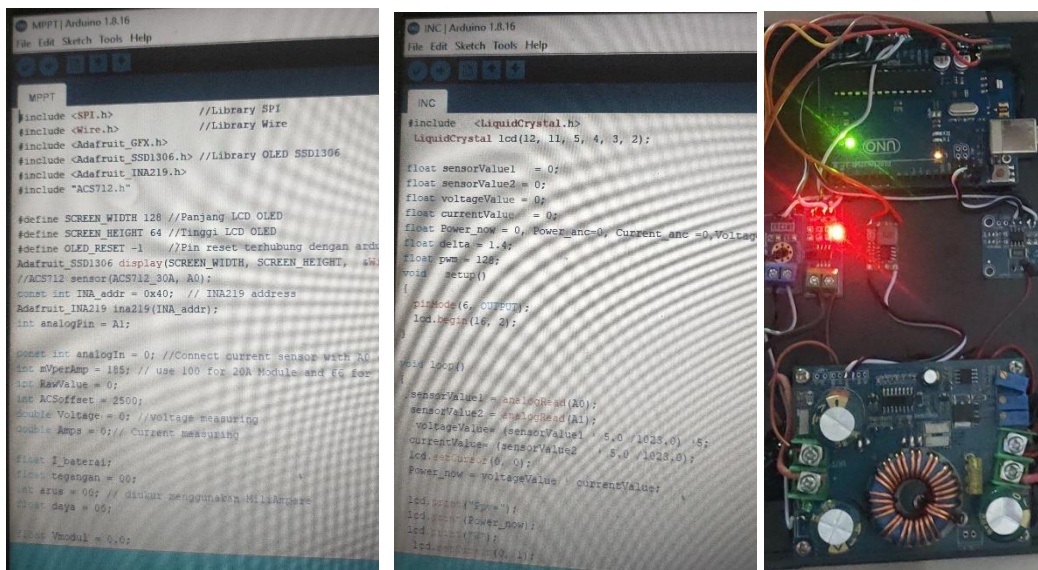 MPPT | Arduino 1.8.16
File Edit Sketch Tools Help
MPPT
#include <SPI.h> //Library SPI
#include <Wire.h> //Library Wire
#include <Adafruit_GFX.h>
#include <Adafruit_SSD1306.h> //Library OLED SSD1306
#include <Adafruit_INA219.h>
#include "ACS712.h"
#define SCREEN_WIDTH 128 //Panjang LCD OLED
#define SCREEN_HEIGHT 64 //Tinggi LCD OLED
#define OLED_RESET -1 //Pin reset terhubung dengan ardu
Adafruit_SSD1306 display(SCREEN_WIDTH, SCREEN_HEIGHT,
//ACS712 sensor(ACS712_30A, A0);
const int INA_addr = 0x40; // INA219 address
Adafruit_INA219 ina219(INA_addr);
int analogPin = A1;
const int analogIn = 0; //Connect current sensor with A0
int mVperAmp = 185; // use 100 for 20A Module and 66 for
int RawValue = 0;
int ACSoffset = 2500;
double Voltage = 0; //voltage measuring
double Amps = 0;// Current measuring
float I_baterai;
float tegangan = 00;
int arus = 00; // diukur menggunakan MiliAmpere
float daya = 00;
float Vmodul = 0.0;
INC | Arduino 1.8.16
File Edit Sketch Tools Help
INC
#include <LiquidCrystal.h>
LiquidCrystal lcd(12, 11, 5, 4, 3, 2);
float sensorValue1 = 0;
float sensorValue2 = 0;
float voltageValue = 0;
float currentValue = 0;
float Power_now = 0, Power_anc=0, Current_anc =0,Voltag
float delta = 1.4;
float pwm = 128;
void setup()
{
pinMode(6, OUTPUT);
lcd.begin(16, 2);
}
void loop()
{
sensorValue1 = analogRead(A0);
sensorValue2 = analogRead(A1);
voltageValue= (sensorValue1 * 5.0 /1023.0) *5;
currentValue= (sensorValue2 * 5.0 /1023.0);
lcd.setCursor(0, 0);
Power_now = voltageValue * currentValue;
lcd.print("Ppv=");
lcd.print(Power_now);
lcd.print("W");
lcd.setCursor(0, 1);
UNO